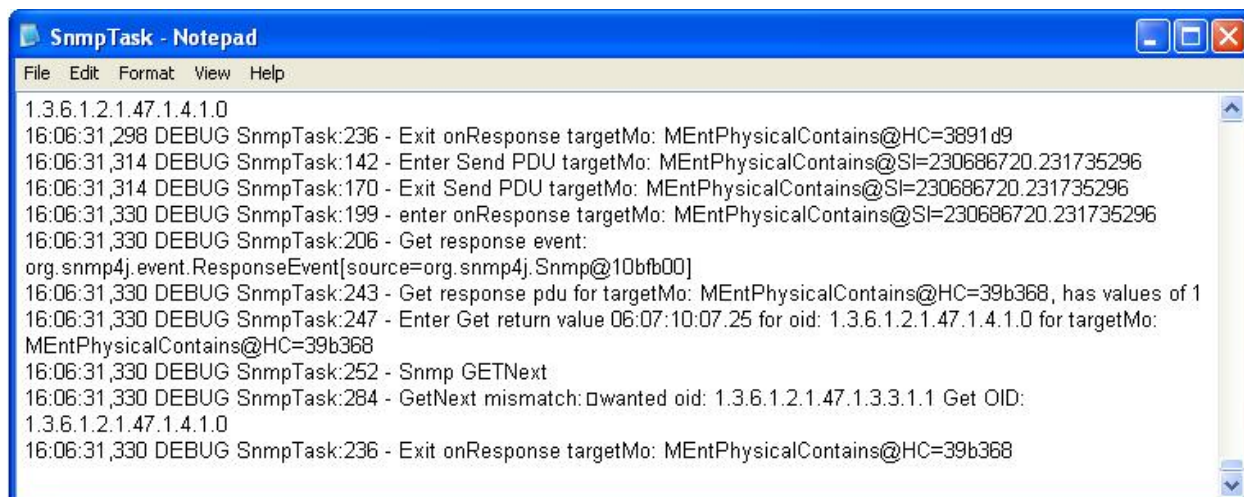 SnmpTask - Notepad
File Edit Format View Help
1.3.6.1.2.1.47.1.4.1.0
16:06:31,298 DEBUG SnmpTask:236 - Exit onResponse targetMo: MEntPhysicalContains@HC=3891d9
16:06:31,314 DEBUG SnmpTask:142 - Enter Send PDU targetMo: MEntPhysicalContains@SI=230686720.231735296
16:06:31,314 DEBUG SnmpTask:170 - Exit Send PDU targetMo: MEntPhysicalContains@SI=230686720.231735296
16:06:31,330 DEBUG SnmpTask:199 - enter onResponse targetMo: MEntPhysicalContains@SI=230686720.231735296
16:06:31,330 DEBUG SnmpTask:206 - Get response event:
org.snmp4j.event.ResponseEvent[source=org.snmp4j.Snmp@10bfb00]
16:06:31,330 DEBUG SnmpTask:243 - Get response pdu for targetMo: MEntPhysicalContains@HC=39b368, has values of 1
16:06:31,330 DEBUG SnmpTask:247 - Enter Get return value 06:07:10:07.25 for oid: 1.3.6.1.2.1.47.1.4.1.0 for targetMo:
MEntPhysicalContains@HC=39b368
16:06:31,330 DEBUG SnmpTask:252 - Snmp GETNext
16:06:31,330 DEBUG SnmpTask:284 - GetNext mismatch: □wanted oid: 1.3.6.1.2.1.47.1.3.3.1.1 Get OID:
1.3.6.1.2.1.47.1.4.1.0
16:06:31,330 DEBUG SnmpTask:236 - Exit onResponse targetMo: MEntPhysicalContains@HC=39b368